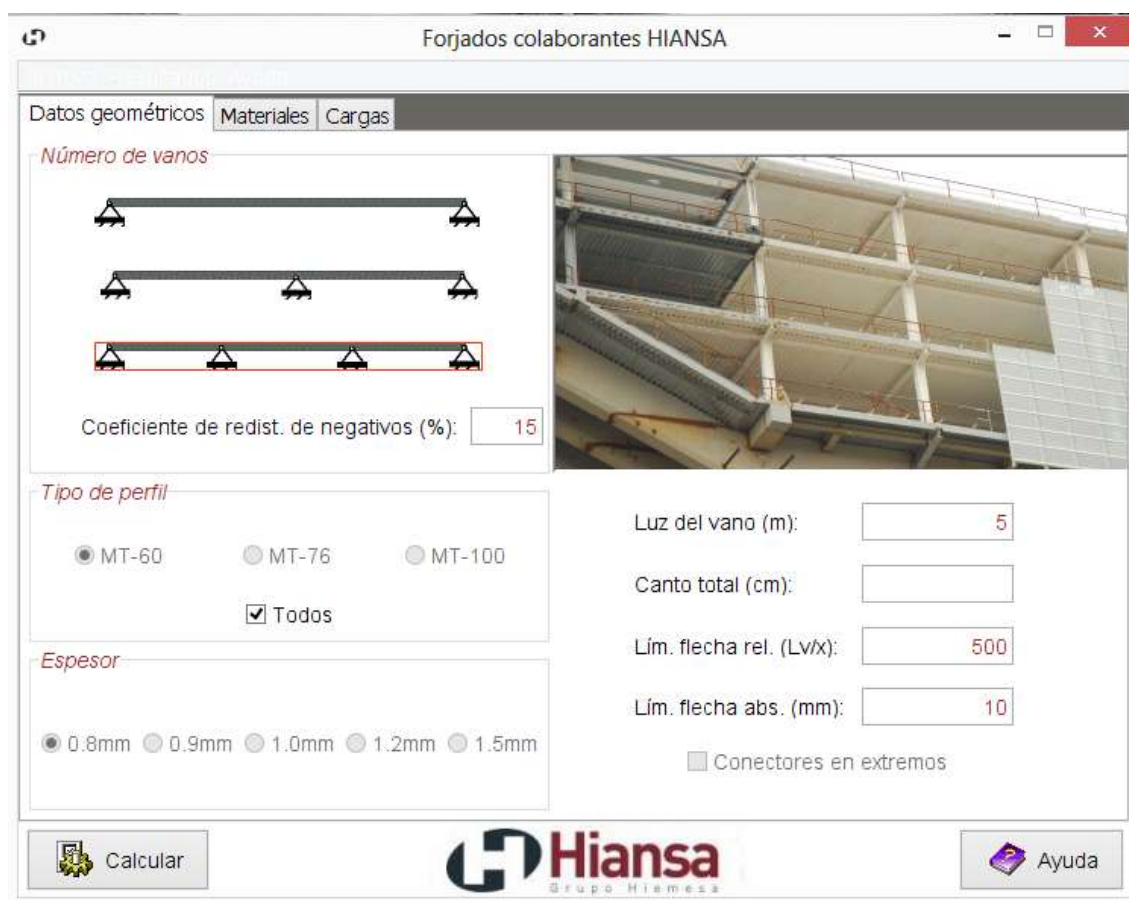 Forjados colaborantes HIANSA
Datos geométricos Materiales Cargas
Número de vanos
Coeficiente de redist. de negativos (%): 15
Tipo de perfil
MT-60 MT-76 MT-100
Todos
Espesor
0.8mm 0.9mm 1.0mm 1.2mm 1.5mm
Luz del vano (m): 5
Canto total (cm):
Lím. flecha rel. (Lv/x): 500
Lím. flecha abs. (mm): 10
Conectores en extremos
Calcular
Hiansa
Grupo Hiemesa
Ayuda